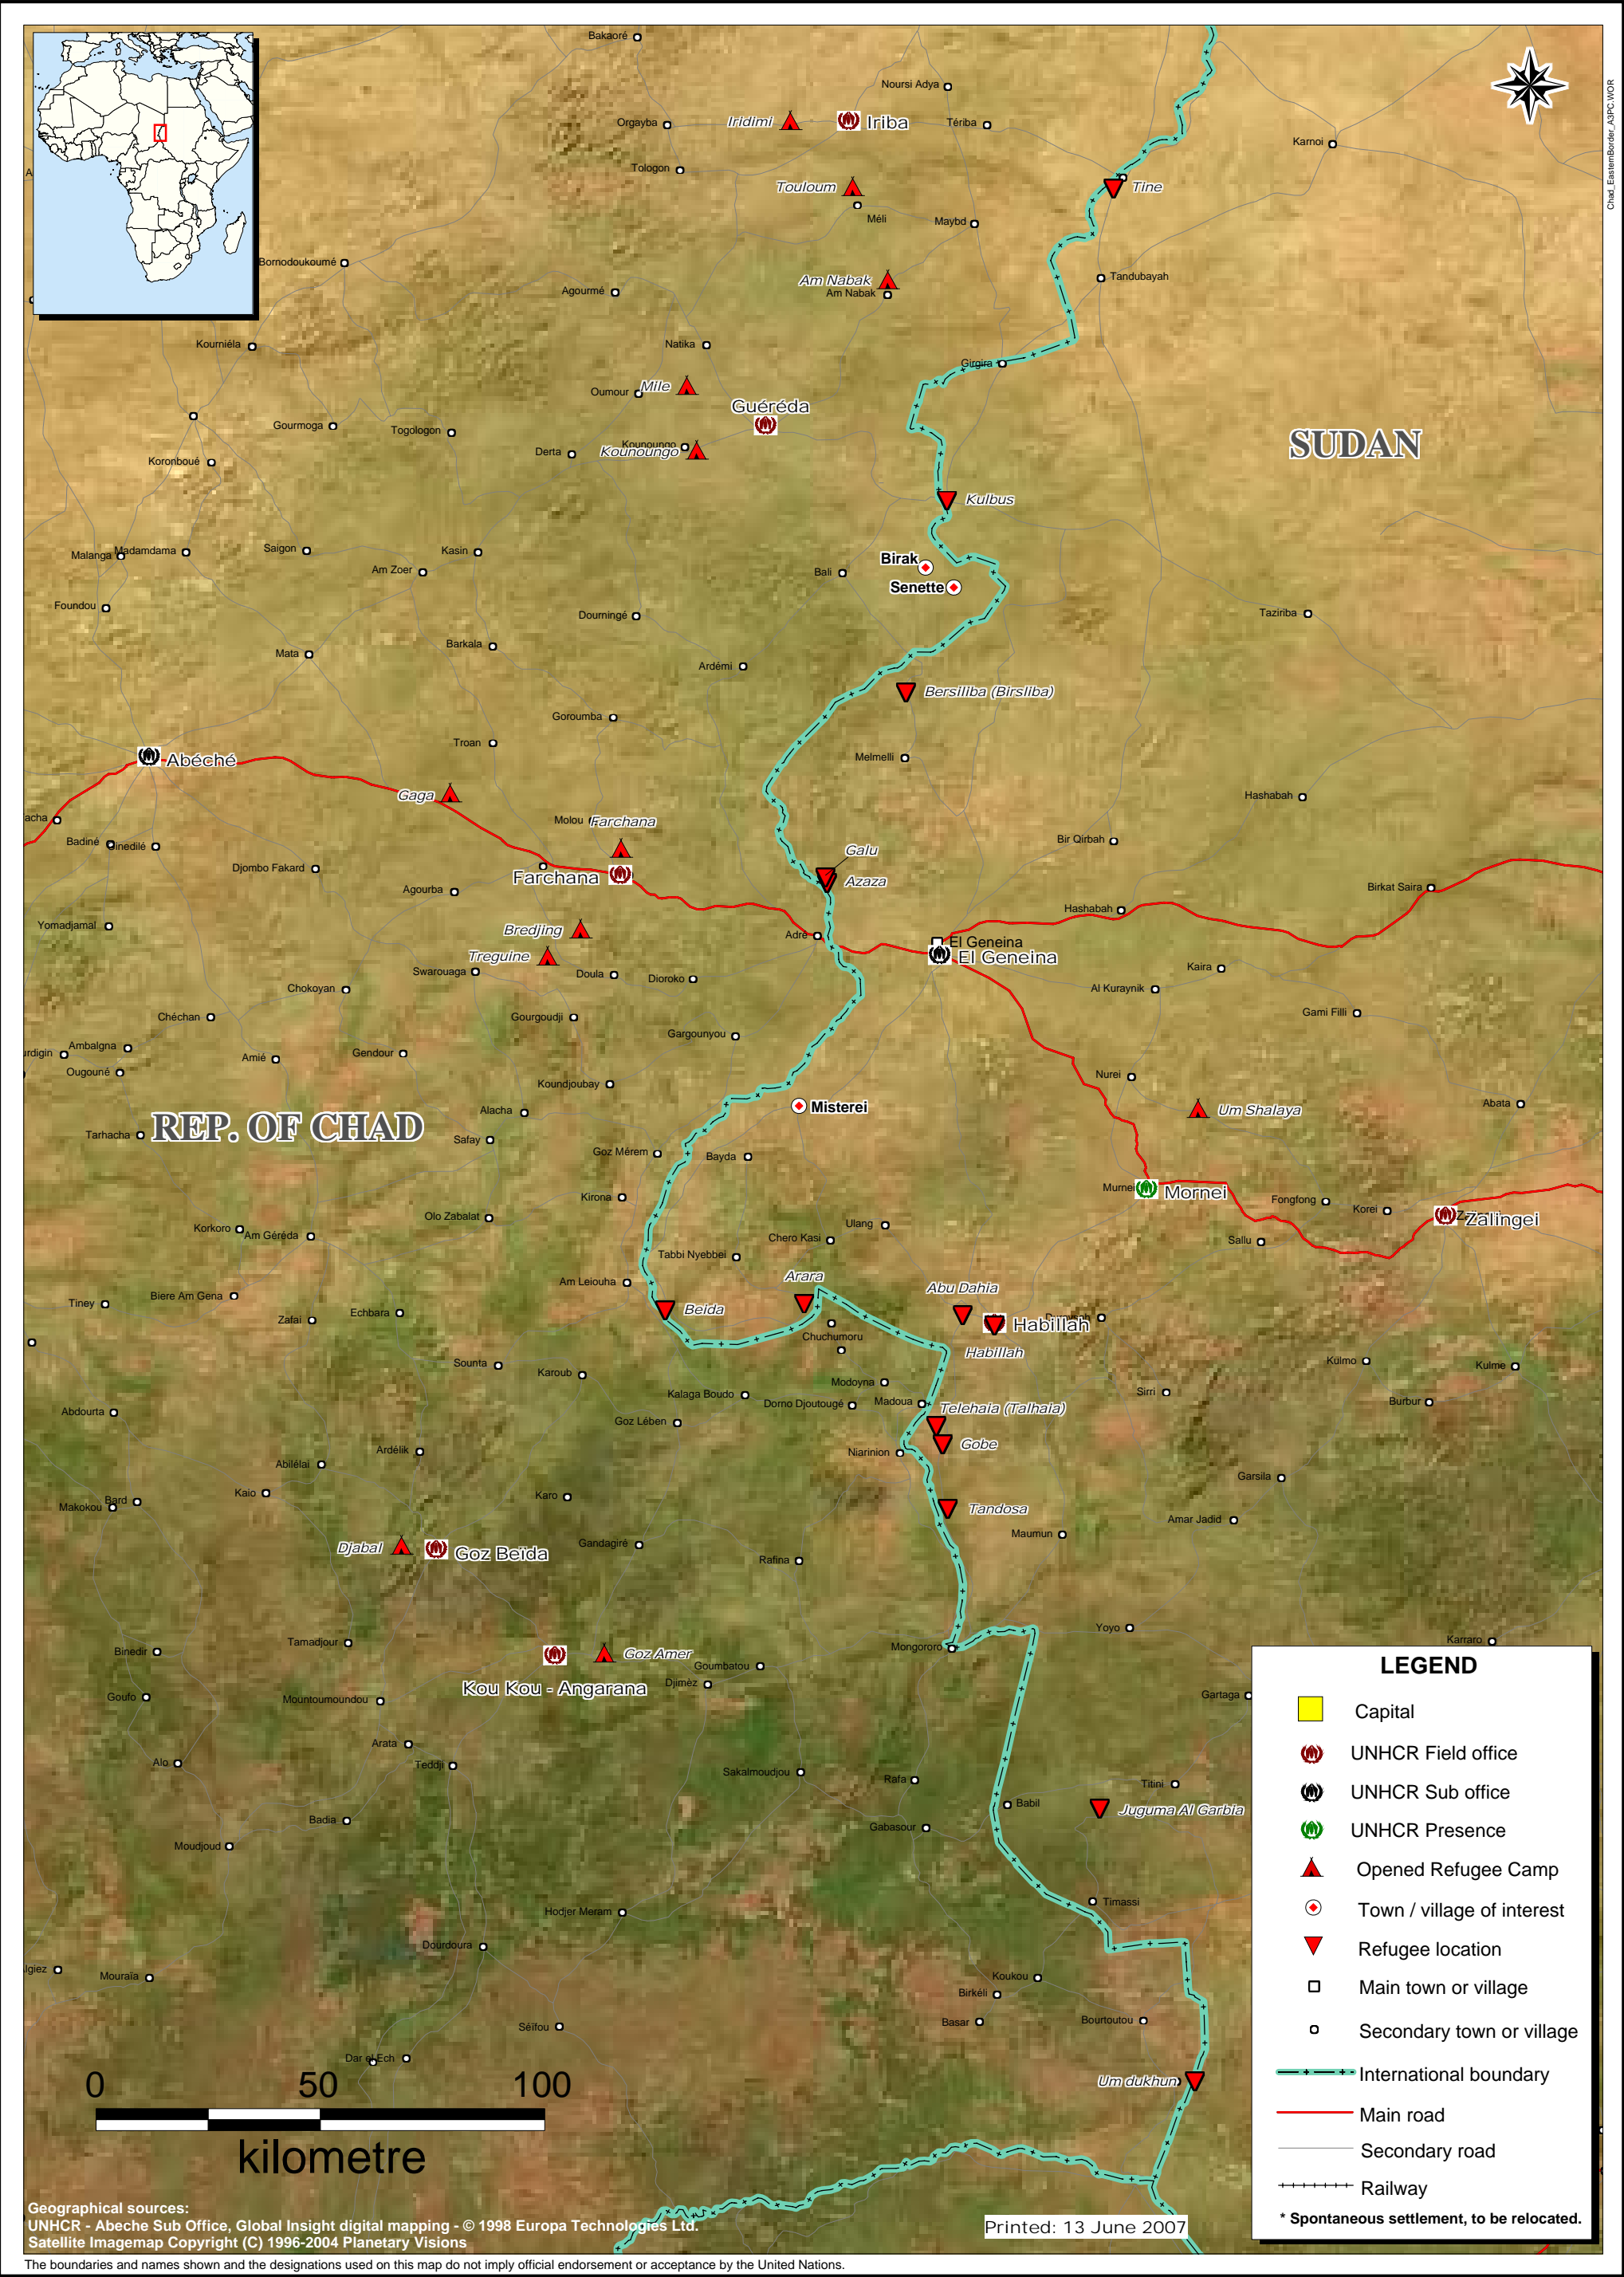 Bakaoré
Noursi Adya
Chad_EasternBorder_A3PC.WOR
Orgayba
Iridimi
Iriba
Tériba
Karnoi
Tologon
Touloum
Tine
Méli
Maybd
Bornodoukoumé
Am Nabak
Am Nabak
Tandubayah
Agourmé
Kourniéla
Natika
Girgira
Oumour
Mile
Guéréda
SUDAN
Gourmoga
Togologon
Koronboué
Derta
Kounoungo
Kounoungo
Kulbus
Malanga
Madamdama
Saigon
Kasin
Birak
Am Zoer
Bali
Senette
Foundou
Dourningé
Taziriba
Mata
Barkala
Ardémi
Bersiliba (Birsliba)
Goroumba
Troan
Abéché
Melmelli
Gaga
Hashabah
acha
Molou
Farchana
Badiné
Bir Qirbah
Galu
Djombo Fakard
Farchana
Azaza
Agourba
Birkat Saira
Hashabah
Yomadjamal
Bredjing
Adré
El Geneina
El Geneina
Treguine
Swarouaga
Doula
Dioroko
Kaira
Chokoyan
Al Kuraynik
Chéchan
Gourgoudji
Gami Filli
Gargounyou
Ambalgna
urdigin
Amié
Gendour
Ougouné
Koundjoubay
Nurei
Alacha
Misterei
Um Shalaya
Abata
REP. OF CHAD
Tarhacha
Safay
Goz Mérem
Bayda
Murnei
Mornei
Kirona
Fongfong
Korei
Zalingei
Olo Zabalat
Ulang
Korkoro
Am Géréda
Chero Kasi
Sallu
Tabbi Nyebbei
Am Leiouha
Arara
Abu Dahia
Tiney
Biere Am Gena
Echbara
Beida
Zafai
Habillah
Chuchumoru
Habillah
Sounta
Karoub
Kulmo
Kulme
Modoyna
Kalaga Boudo
Dorno Djoutougé
Madoua
Sirri
Burbur
Abdourta
Goz Lében
Telehaia (Talhaia)
Gobe
Ardélik
Niarinion
Abilélai
Garsila
Kaio
Karo
Bard
Makokou
Tandosa
Amar Jadid
Maumun
Djabal
Goz Beïda
Gandagiré
Rafina
Yoyo
Tamadjour
Mongororo
Karraro
Binedir
Goz Amer
Goumbatou
Kou Kou - Angarana
Djiméz
Goufo
Mountoumoundou
Gartaga
Arata
Alo
Teddji
Sakalmoudjou
Rafa
Titini
Babil
Juguma Al Garbia
Badia
Gabasour
Moudjoud
Timassi
Hodjer Meram
Dourdoura
lgiez
Mouraïa
Koukou
Birkéli
Basar
Bourtoutou
Séifou
Dar el Ech
Um dukhun
LEGEND
Capital
UNHCR Field office
UNHCR Sub office
UNHCR Presence
Opened Refugee Camp
Town / village of interest
Refugee location
Main town or village
Secondary town or village
International boundary
Main road
Secondary road
Railway
* Spontaneous settlement, to be relocated.
0 50 100
kilometre
Geographical sources:
UNHCR - Abeche Sub Office, Global Insight digital mapping - © 1998 Europa Technologies Ltd.
Satellite Imagemap Copyright (C) 1996-2004 Planetary Visions
Printed: 13 June 2007
The boundaries and names shown and the designations used on this map do not imply official endorsement or acceptance by the United Nations.